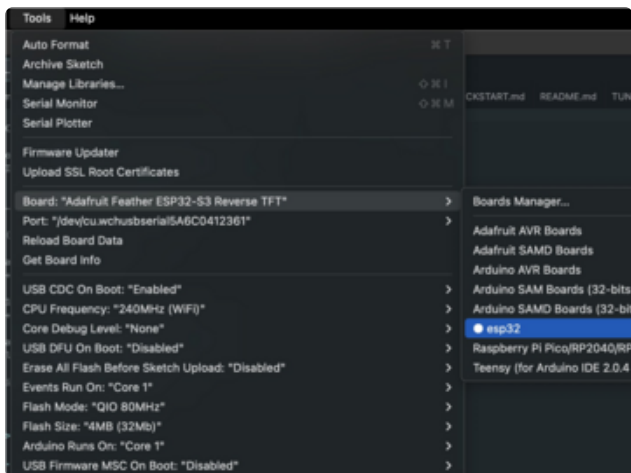 Tools Help
Auto Format ⌘ T
Archive Sketch
Manage Libraries... ⇧ ⌘ I
Serial Monitor ⇧ ⌘ M
Serial Plotter
Firmware Updater
Upload SSL Root Certificates
Board: "Adafruit Feather ESP32-S3 Reverse TFT"
Port: "/dev/cu.wchusbserial5A6C0412361"
Reload Board Data
Get Board Info
USB CDC On Boot: "Enabled"
CPU Frequency: "240MHz (WiFi)"
Core Debug Level: "None"
USB DFU On Boot: "Disabled"
Erase All Flash Before Sketch Upload: "Disabled"
Events Run On: "Core 1"
Flash Mode: "QIO 80MHz"
Flash Size: "4MB (32Mb)"
Arduino Runs On: "Core 1"
USB Firmware MSC On Boot: "Disabled"
CKSTART.md README.md TUN
Boards Manager...
Adafruit AVR Boards
Adafruit SAMD Boards
Arduino AVR Boards
Arduino SAM Boards (32-bits
Arduino SAMD Boards (32-bit
esp32
Raspberry Pi Pico/RP2040/RP
Teensy (for Arduino IDE 2.0.4